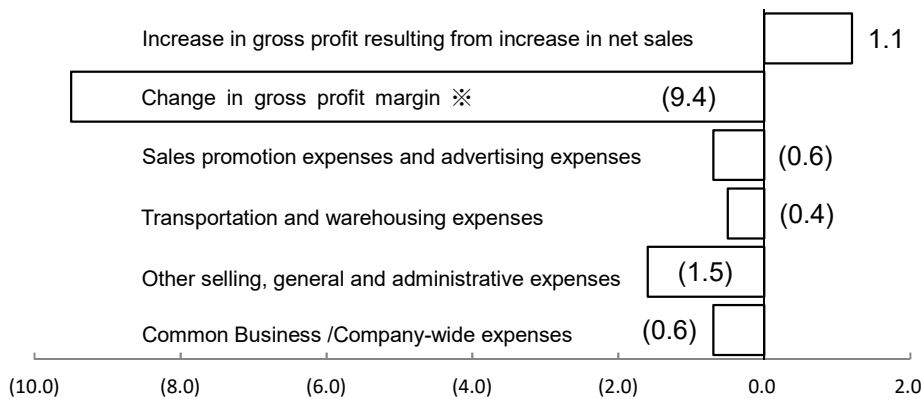 Increase in gross profit resulting from increase in net sales 1.1
Change in gross profit margin ※ (9.4)
Sales promotion expenses and advertising expenses (0.6)
Transportation and warehousing expenses (0.4)
Other selling, general and administrative expenses (1.5)
Common Business /Company-wide expenses (0.6)
(10.0) (8.0) (6.0) (4.0) (2.0) 0.0 2.0